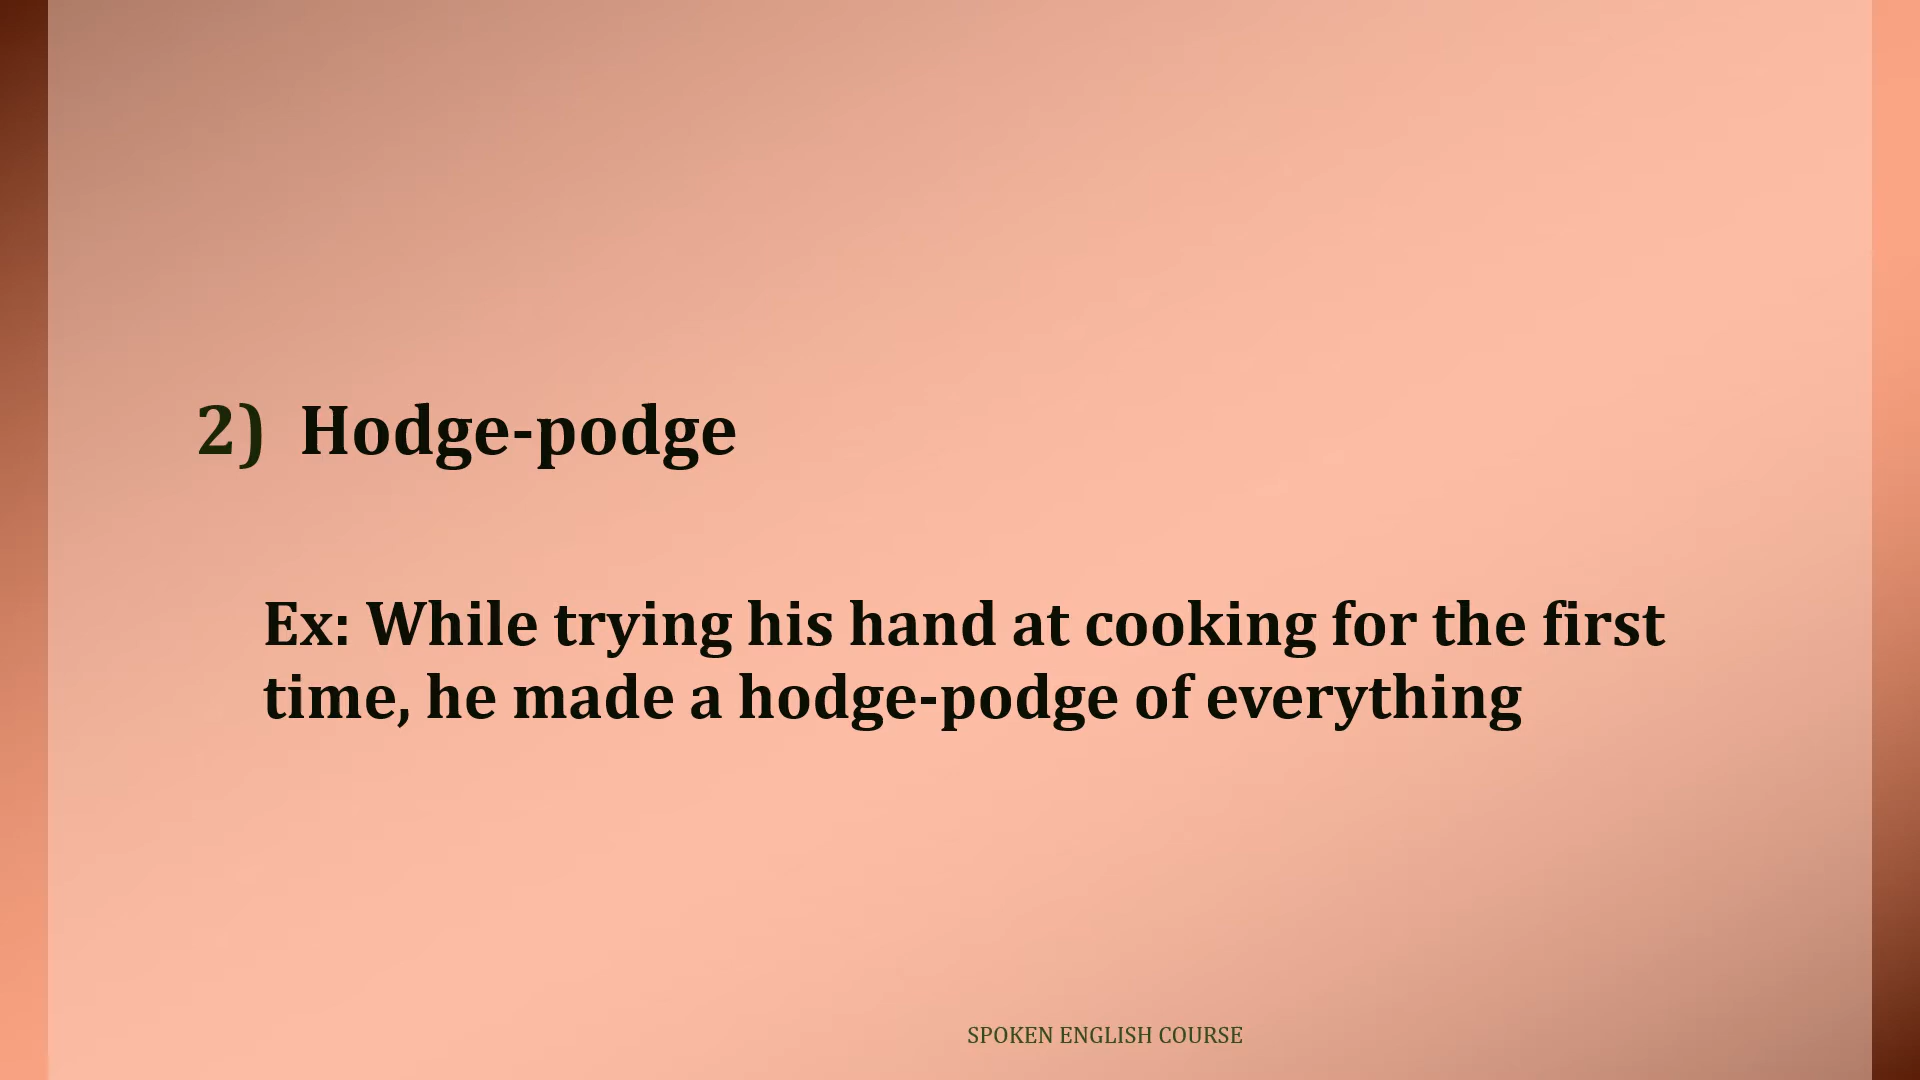 2) Hodge-podge
Ex: While trying his hand at cooking for the first
time, he made a hodge-podge of everything
SPOKEN ENGLISH COURSE